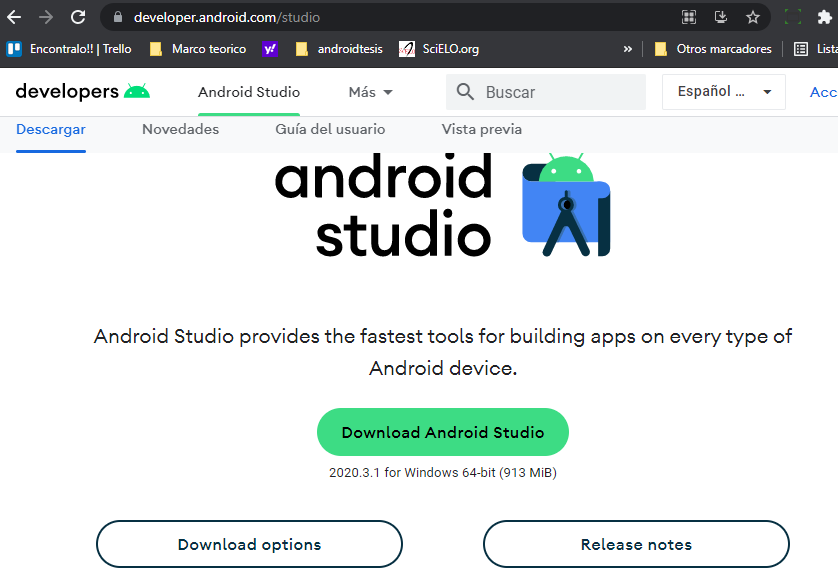 developer.android.com/studio
Encontralo!! | Trello Marco teorico y! androidtesis SciELO.org » Otros marcadores Lista
developers Android Studio Más Buscar Español ... Acc
Descargar Novedades Guía del usuario Vista previa
android
studio
Android Studio provides the fastest tools for building apps on every type of
Android device.
Download Android Studio
2020.3.1 for Windows 64-bit (913 MiB)
Download options Release notes